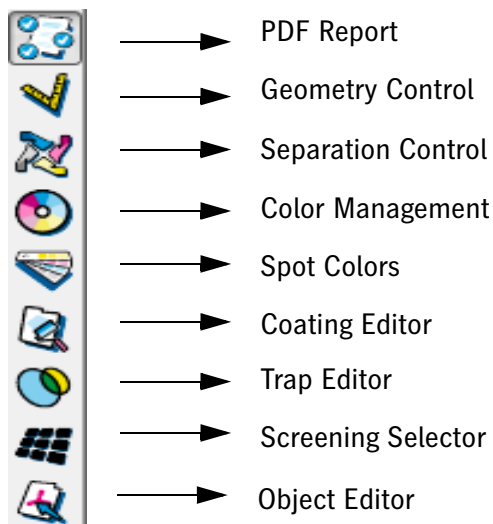 PDF Report
Geometry Control
Separation Control
Color Management
Spot Colors
Coating Editor
Trap Editor
Screening Selector
Object Editor